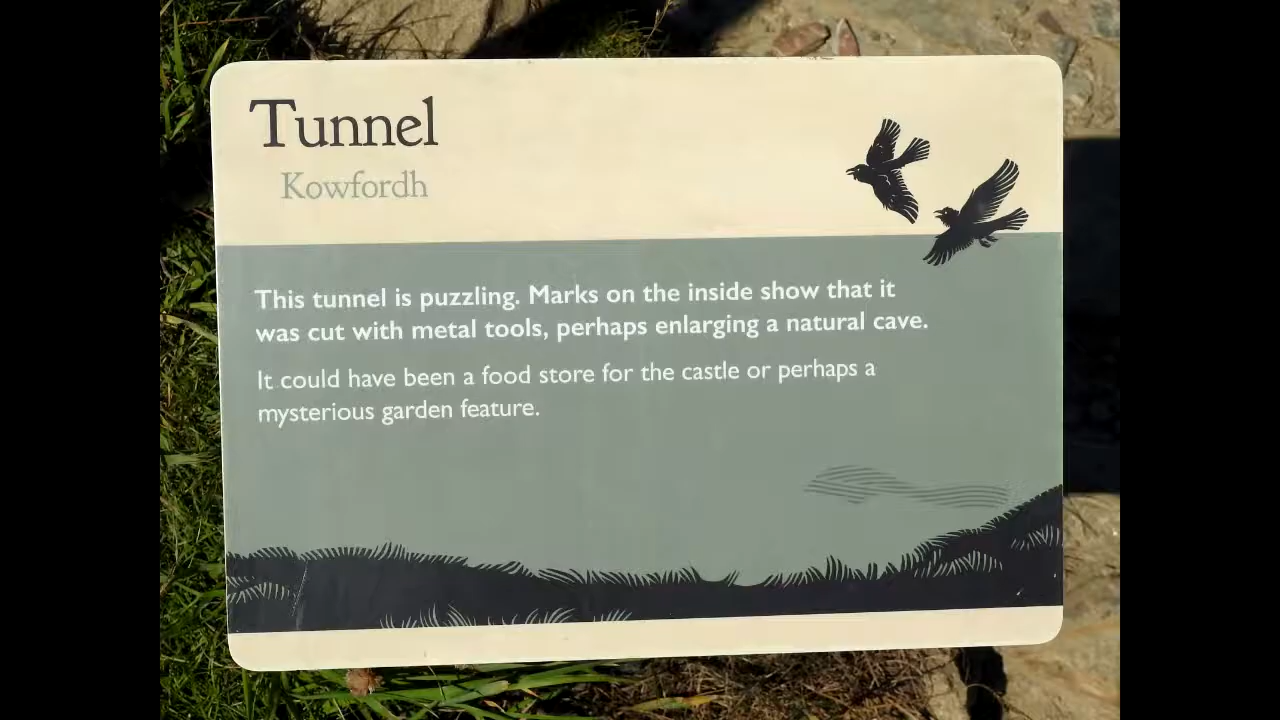 Tunnel
Kowfordh
This tunnel is puzzling. Marks on the inside show that it
was cut with metal tools, perhaps enlarging a natural cave.
It could have been a food store for the castle or perhaps a
mysterious garden feature.